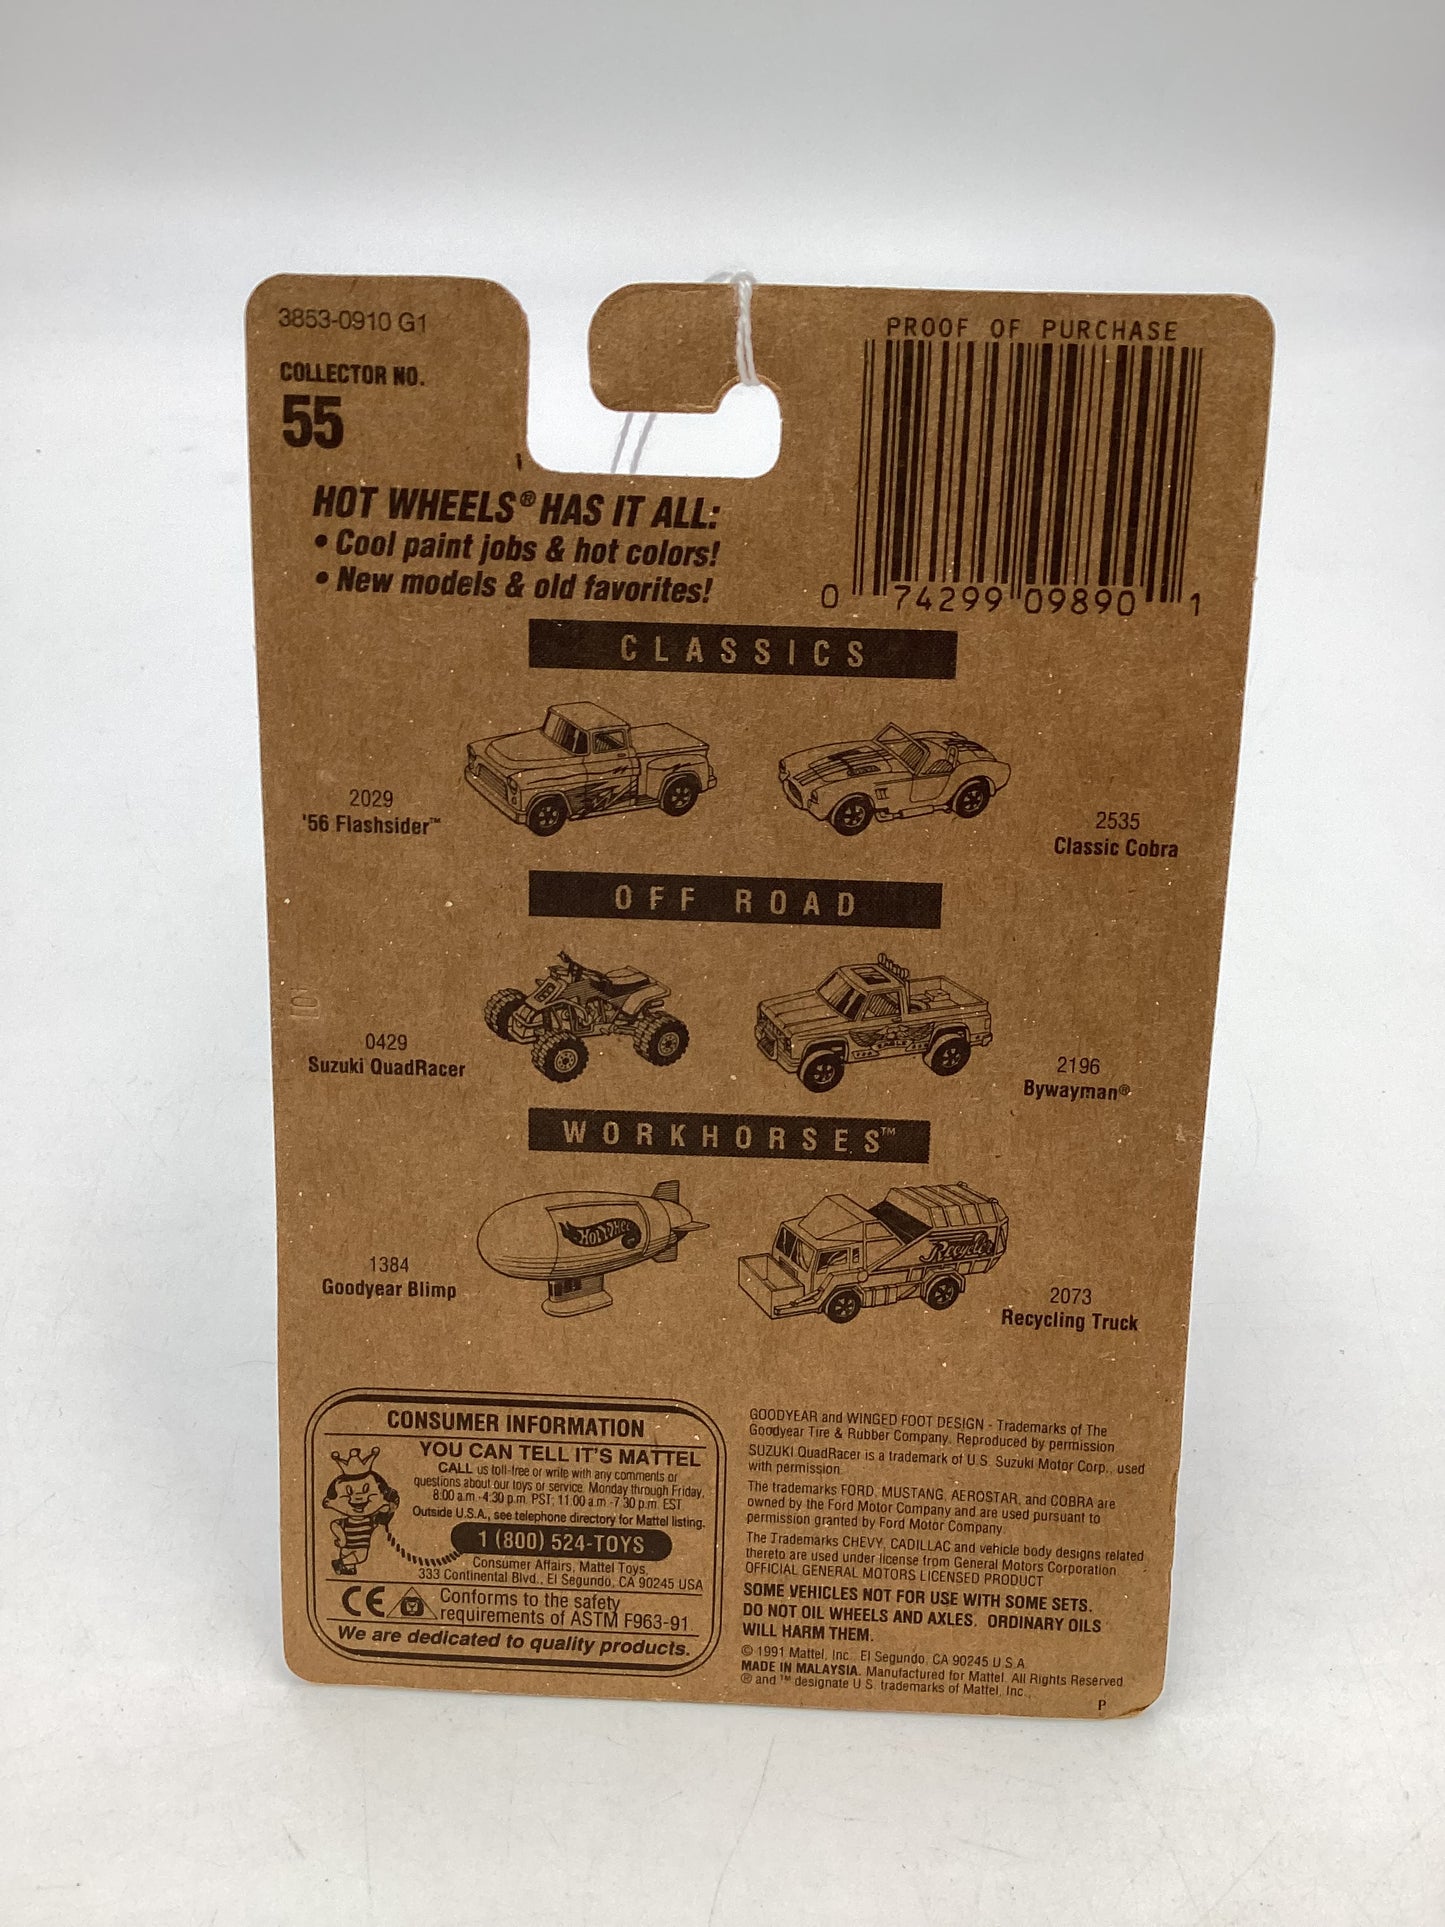 3853-0910 G1
COLLECTOR NO.
55
PROOF OF PURCHASE
0 74299 09890 1
HOT WHEELS® HAS IT ALL:
• Cool paint jobs & hot colors!
• New models & old favorites!
CLASSICS
2029
'56 Flashsider™
2535
Classic Cobra
OFF ROAD
0429
Suzuki QuadRacer
EAGLE
2196
Bywayman®
WORKHORSES™
1384
Goodyear Blimp
Hot Wheels
Recycler
2073
Recycling Truck
CONSUMER INFORMATION
YOU CAN TELL IT'S MATTEL
CALL us toll-free or write with any comments or
questions about our toys or service. Monday through Friday,
8:00 a.m.-4:30 p.m. PST; 11:00 a.m.-7:30 p.m. EST.
Outside U.S.A., see telephone directory for Mattel listing.
1 (800) 524-TOYS
Consumer Affairs, Mattel Toys,
333 Continental Blvd., El Segundo, CA 90245 USA
CE Conforms to the safety
requirements of ASTM F963-91
We are dedicated to quality products.
GOODYEAR and WINGED FOOT DESIGN - Trademarks of The
Goodyear Tire & Rubber Company. Reproduced by permission.
SUZUKI QuadRacer is a trademark of U.S. Suzuki Motor Corp., used
with permission.
The trademarks FORD, MUSTANG, AEROSTAR, and COBRA are
owned by the Ford Motor Company and are used pursuant to
permission granted by Ford Motor Company.
The Trademarks CHEVY, CADILLAC and vehicle body designs related
thereto are used under license from General Motors Corporation.
OFFICIAL GENERAL MOTORS LICENSED PRODUCT
SOME VEHICLES NOT FOR USE WITH SOME SETS.
DO NOT OIL WHEELS AND AXLES. ORDINARY OILS
WILL HARM THEM.
© 1991 Mattel, Inc., El Segundo, CA 90245 U.S.A.
MADE IN MALAYSIA. Manufactured for Mattel. All Rights Reserved.
® and ™ designate U.S. trademarks of Mattel, Inc.
P